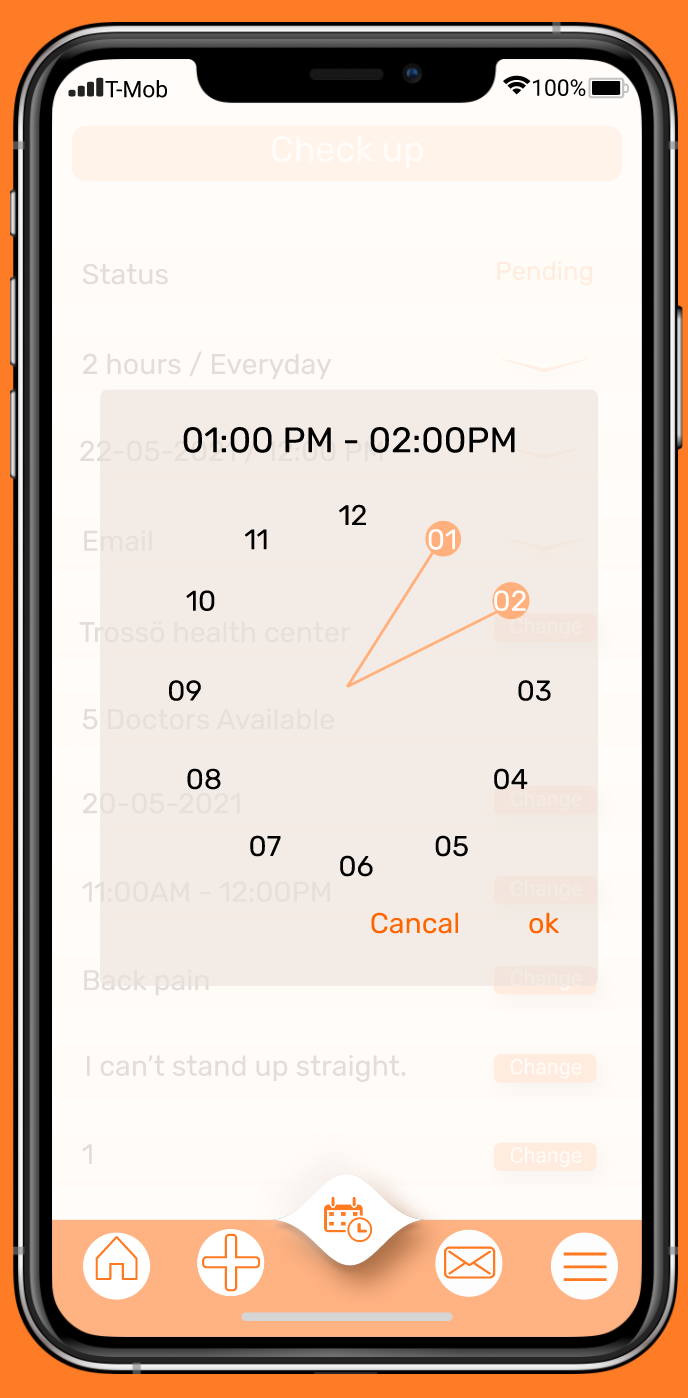 T-Mob 100%
Check up
Status Pending
2 hours / Everyday
01:00 PM - 02:00PM
22-05-2021 / 12:00 PM
12
11 01
Email
10 02
Trossö health center Change
09 03
5 Doctors Available
08 04
20-05-2021 Change
07 05
06
11:00AM - 12:00PM Change
Cancal ok
Back pain Change
I can't stand up straight. Change
1 Change